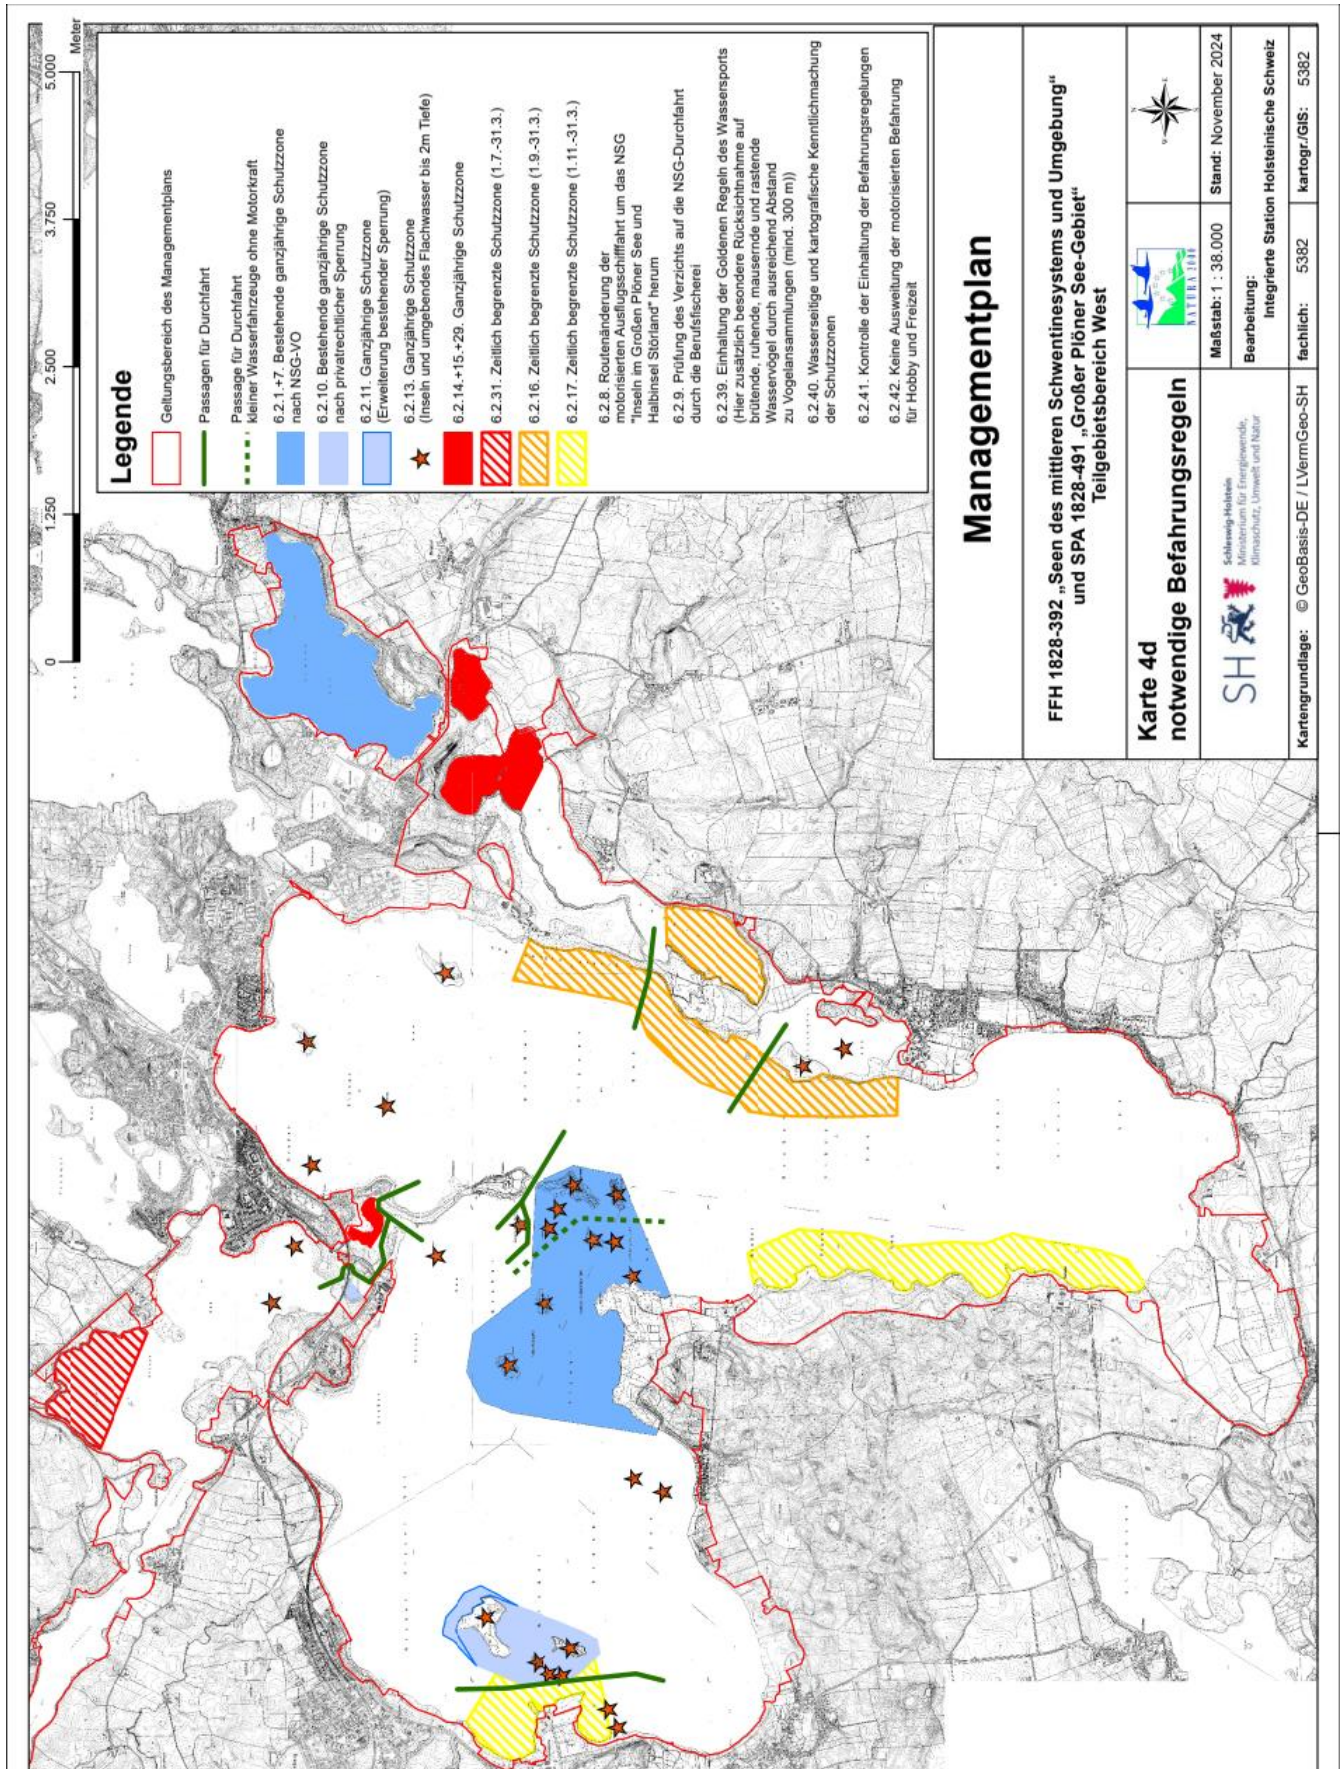 0
1.250
2.500
3.750
5.000
Meter
Legende
Geltungsbereich des Managementplans
Passagen für Durchfahrt
Passage für Durchfahrt
kleiner Wasserfahrzeuge ohne Motorkraft
6.2.1.+7. Bestehende ganzjährige Schutzzone
nach NSG-VO
6.2.10. Bestehende ganzjährige Schutzzone
nach privatrechtlicher Sperrung
6.2.11. Ganzjährige Schutzzone
(Erweiterung bestehender Sperrung)
6.2.13. Ganzjährige Schutzzone
(Inseln und umgebendes Flachwasser bis 2m Tiefe)
6.2.14.+15.+29. Ganzjährige Schutzzone
6.2.31. Zeitlich begrenzte Schutzzone (1.7.-31.3.)
6.2.16. Zeitlich begrenzte Schutzzone (1.9.-31.3.)
6.2.17. Zeitlich begrenzte Schutzzone (1.11.-31.3.)
6.2.8. Routenänderung der
motorisierten Ausflugsschifffahrt um das NSG
"Inseln im Großen Plöner See und
Halbinsel Störland" herum
6.2.9. Prüfung des Verzichts auf die NSG-Durchfahrt
durch die Berufsfischerei
6.2.39. Einhaltung der Goldenen Regeln des Wassersports
(Hier zusätzlich besondere Rücksichtnahme auf
brütende, ruhende, mausernde und rastende
Wasservögel durch ausreichend Abstand
zu Vogelansammlungen (mind. 300 m))
6.2.40. Wasserseitige und kartografische Kenntlichmachung
der Schutzzonen
6.2.41. Kontrolle der Einhaltung der Befahrungsregelungen
6.2.42. Keine Ausweitung der motorisierten Befahrung
für Hobby und Freizeit
Managementplan
FFH 1828-392 „Seen des mittleren Schwentinesystems und Umgebung“
und SPA 1828-491 „Großer Plöner See-Gebiet“
Teilgebietsbereich West
Karte 4d
notwendige Befahrungsregeln
NATURA 2000
Maßstab: 1 : 38.000
Stand: November 2024
Bearbeitung:
Integrierte Station Holsteinische Schweiz
SH
Schleswig-Holstein
Ministerium für Energiewende,
Klimaschutz, Umwelt und Natur
Kartengrundlage: © GeoBasis-DE / LVermGeo-SH
fachlich: 5382
kartogr./GIS: 5382